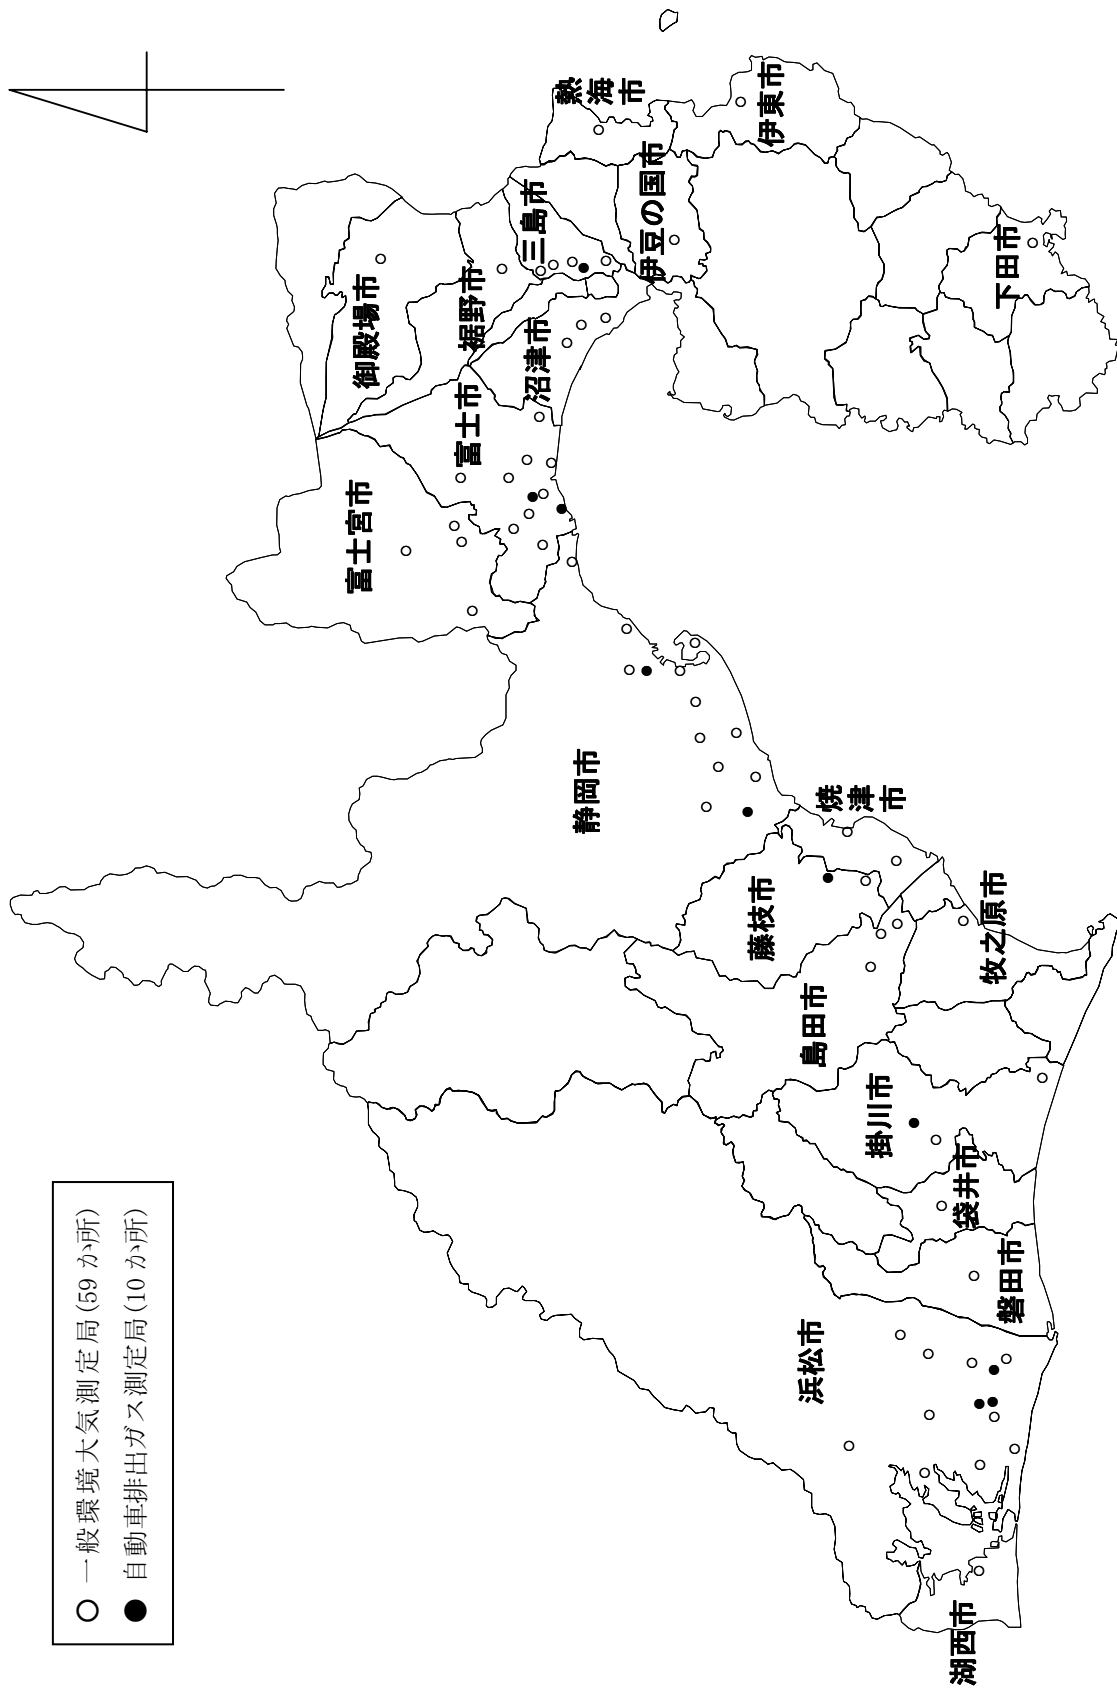 ○ 一般環境大気測定局(59 か所)
● 自動車排出ガス測定局(10 か所)
御殿場市
裾野市
三島市
熱海市
伊豆の国市
伊東市
下田市
沼津市
富士市
富士宮市
静岡市
焼津市
藤枝市
島田市
牧之原市
掛川市
袋井市
磐田市
浜松市
湖西市